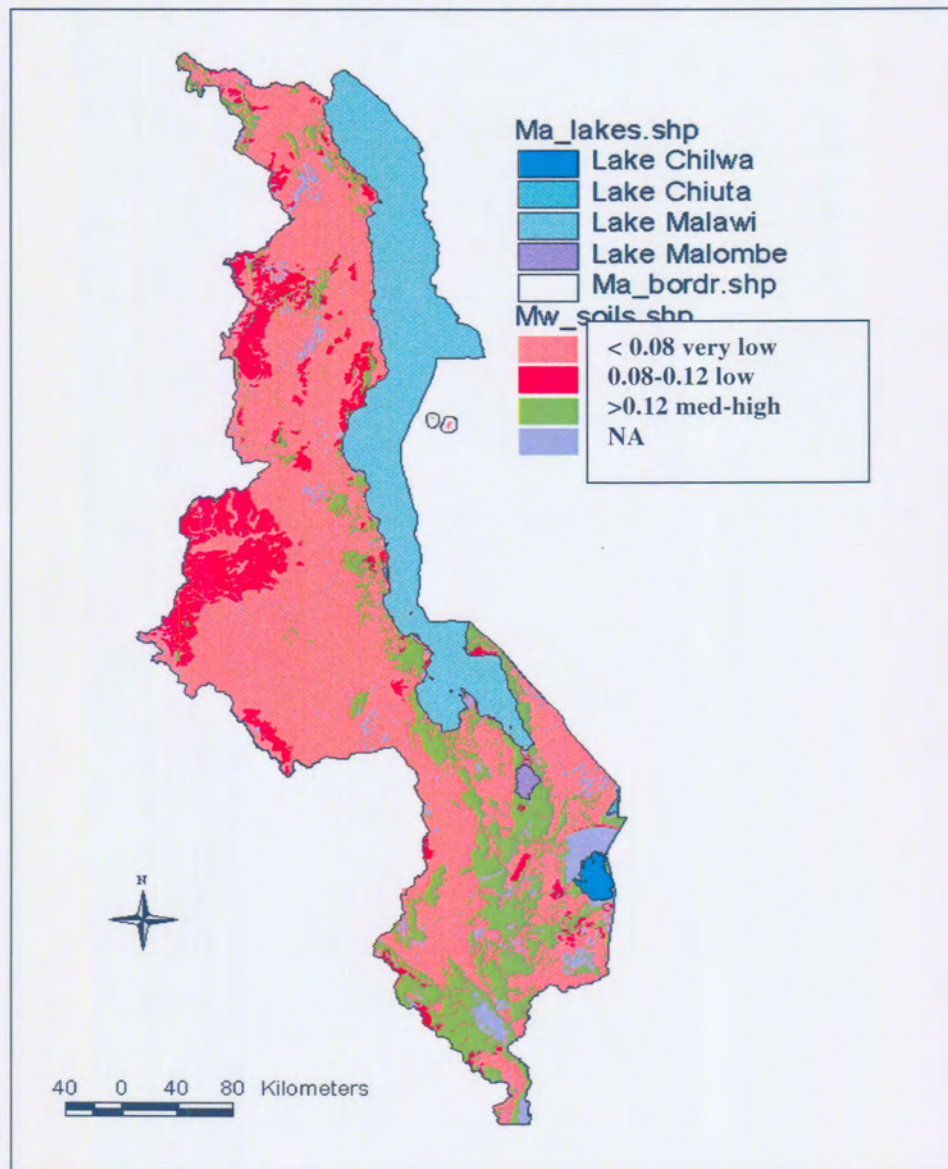 Ma_lakes.shp
Lake Chilwa
Lake Chiuta
Lake Malawi
Lake Malombe
Ma_bordr.shp
Mw_soils.shp
< 0.08 very low
0.08-0.12 low
>0.12 med-high
NA
N
40 0 40 80 Kilometers